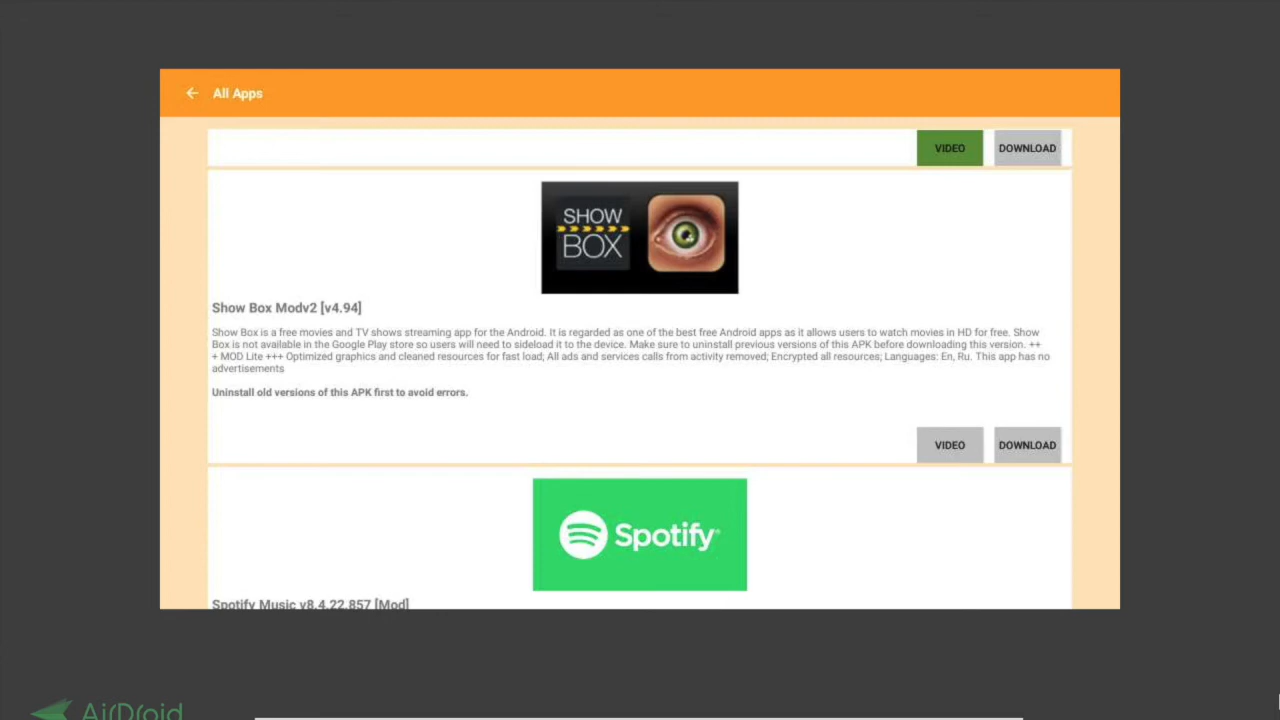 All Apps
VIDEO DOWNLOAD
SHOW
BOX
Show Box Modv2 [v4.94]
Show Box is a free movies and TV shows streaming app for the Android. It is regarded as one of the best free Android apps as it allows users to watch movies in HD for free. Show
Box is not available in the Google Play store so users will need to sideload it to the device. Make sure to uninstall previous versions of this APK before downloading this version. ++
+ MOD Lite +++ Optimized graphics and cleaned resources for fast load; All ads and services calls from activity removed; Encrypted all resources; Languages: En, Ru. This app has no
advertisements
Uninstall old versions of this APK first to avoid errors.
VIDEO DOWNLOAD
Spotify®
Spotify Music v8.4.22.857 [Mod]
AirDroid